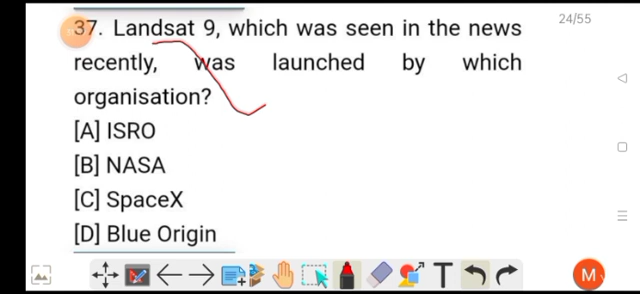 24/55
37. Landsat 9, which was seen in the news
recently, was launched by which
organisation?
[A] ISRO
[B] NASA
[C] SpaceX
[D] Blue Origin
T
M